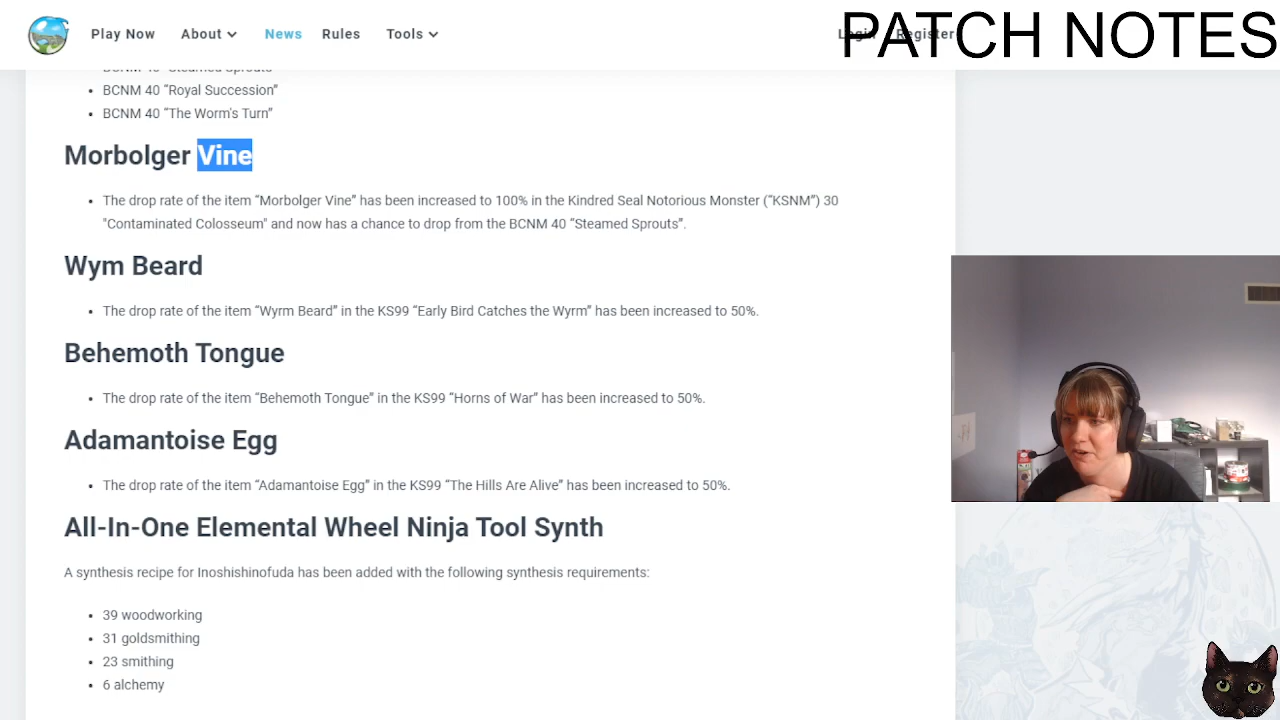 Play Now
About
News
Rules
Tools
Login
Register
PATCH NOTES
BCNM 40 “Steamed Sprouts”
BCNM 40 “Royal Succession”
BCNM 40 “The Worm's Turn”
Morbolger Vine
The drop rate of the item “Morbolger Vine” has been increased to 100% in the Kindred Seal Notorious Monster (“KSNM”) 30
"Contaminated Colosseum" and now has a chance to drop from the BCNM 40 “Steamed Sprouts”.
Wym Beard
The drop rate of the item “Wyrm Beard” in the KS99 “Early Bird Catches the Wyrm” has been increased to 50%.
Behemoth Tongue
The drop rate of the item “Behemoth Tongue” in the KS99 “Horns of War” has been increased to 50%.
Adamantoise Egg
The drop rate of the item “Adamantoise Egg” in the KS99 “The Hills Are Alive” has been increased to 50%.
All-In-One Elemental Wheel Ninja Tool Synth
A synthesis recipe for Inoshishinofuda has been added with the following synthesis requirements:
39 woodworking
31 goldsmithing
23 smithing
6 alchemy